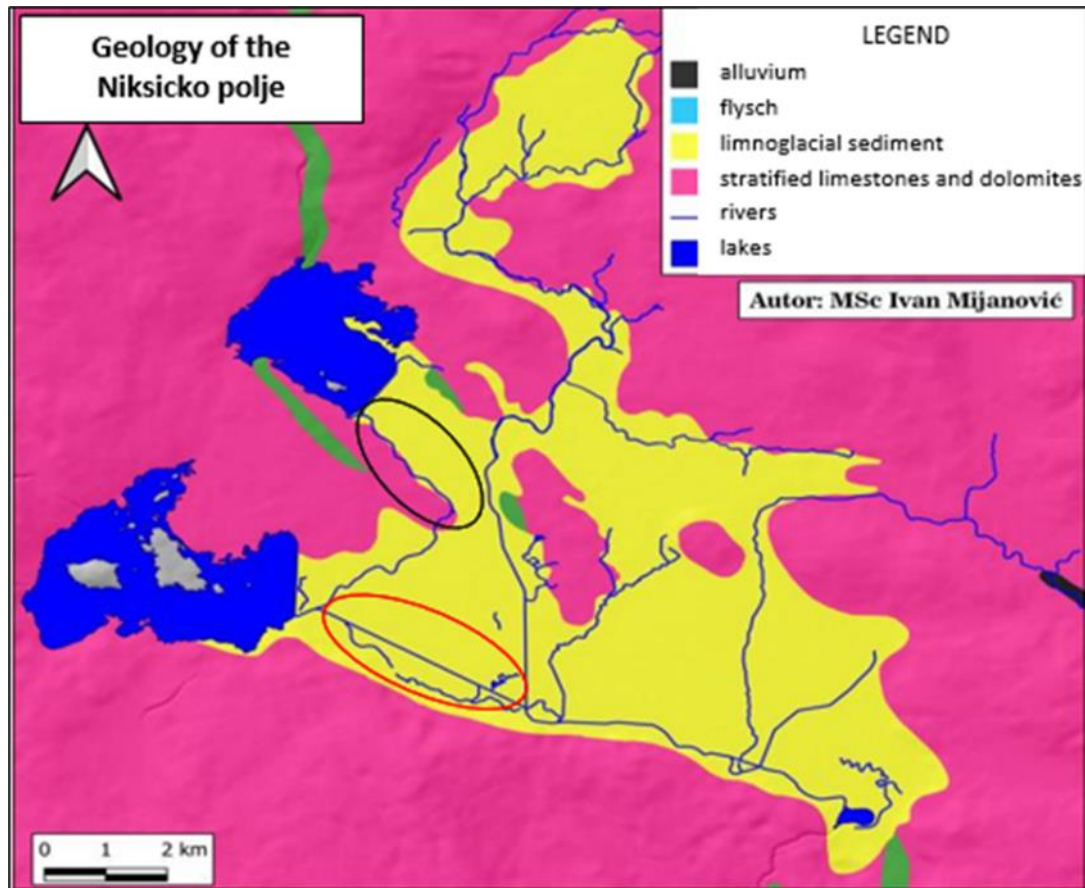 Geology of the
Niksicko polje
LEGEND
alluvium
flysch
limnoglacial sediment
stratified limestones and dolomites
rivers
lakes
Autor: MSc Ivan Mijanović
0 1 2 km